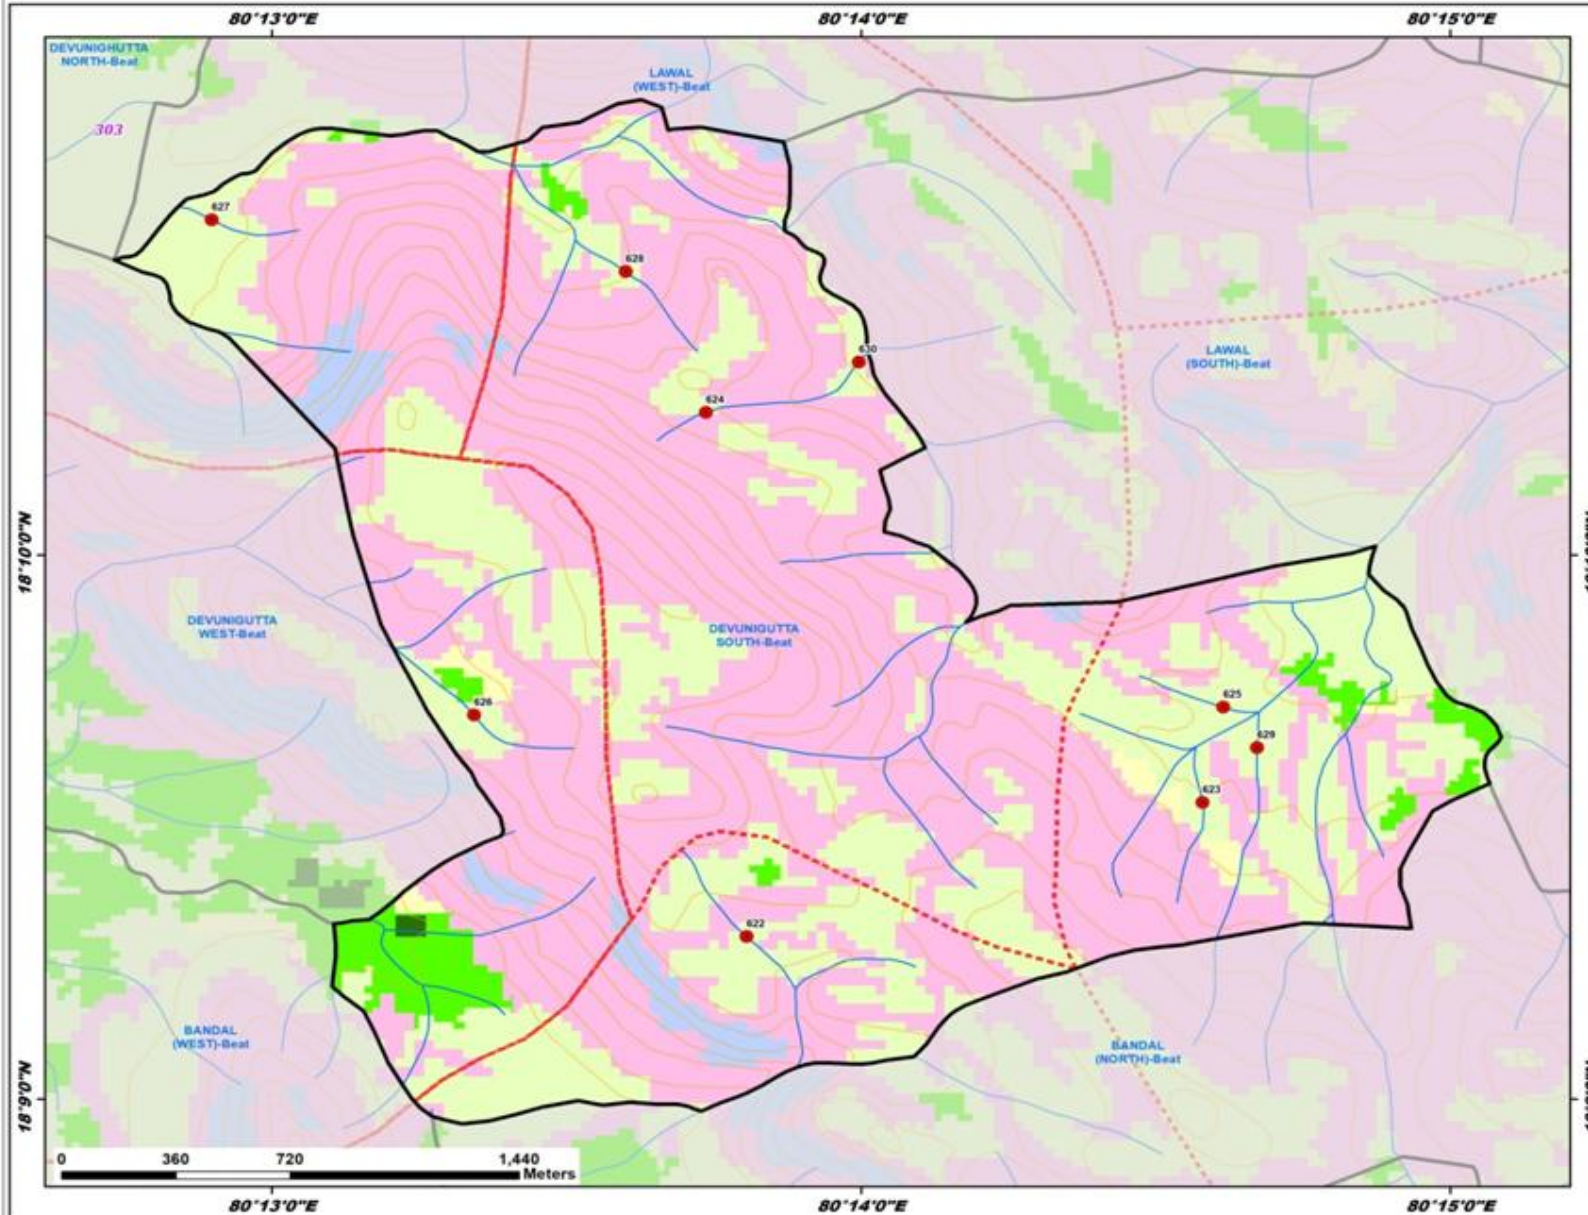 80°13'0"E 80°14'0"E 80°15'0"E
DEVUNIGHUTTA
NORTH-Beat
LAWAL
(WEST)-Beat
303
627
628
630
LAWAL
(SOUTH)-Beat
624
18°10'0"N
DEVUNIGUTTA
WEST-Beat
DEVUNIGUTTA
SOUTH-Beat
625
626
629
623
622
BANDAL
(WEST)-Beat
BANDAL
(NORTH)-Beat
18°9'0"N
0 360 720 1,440
Meters
80°13'0"E 80°14'0"E 80°15'0"E